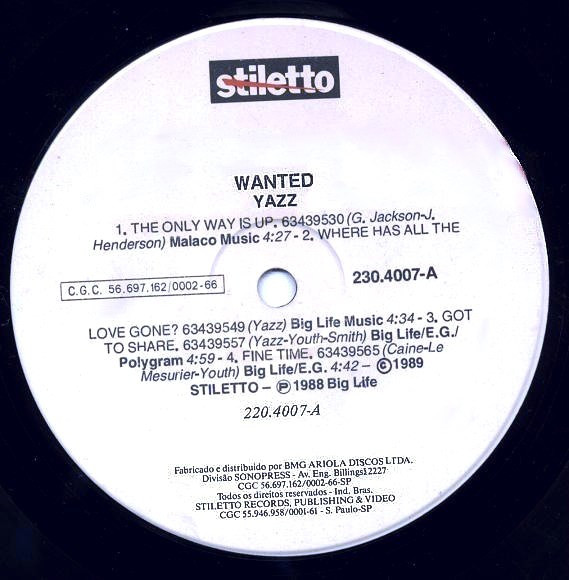 stiletto
WANTED
YAZZ
1. THE ONLY WAY IS UP. 63439530 (G. Jackson-J.
Henderson) Malaco Music 4:27 - 2. WHERE HAS ALL THE
C.G.C. 56.697.162/0002-66
230.4007-A
LOVE GONE? 63439549 (Yazz) Big Life Music 4:34 - 3. GOT
TO SHARE. 63439557 (Yazz-Youth-Smith) Big Life/E.G./
Polygram 4:59 - 4. FINE TIME. 63439565 (Caine-Le
Mesurier-Youth) Big Life/E.G. 4:42 – ©1989
STILETTO – ℗ 1988 Big Life
220.4007-A
Fabricado e distribuído por BMG ARIOLA DISCOS LTDA.
Divisão SONOPRESS - Av. Eng. Billings12227
CGC 56.697.162/0002-66-SP
Todos os direitos reservados - Ind. Bras.
STILETTO RECORDS, PUBLISHING & VIDEO
CGC 55.946.958/0001-61 - S. Paulo-SP